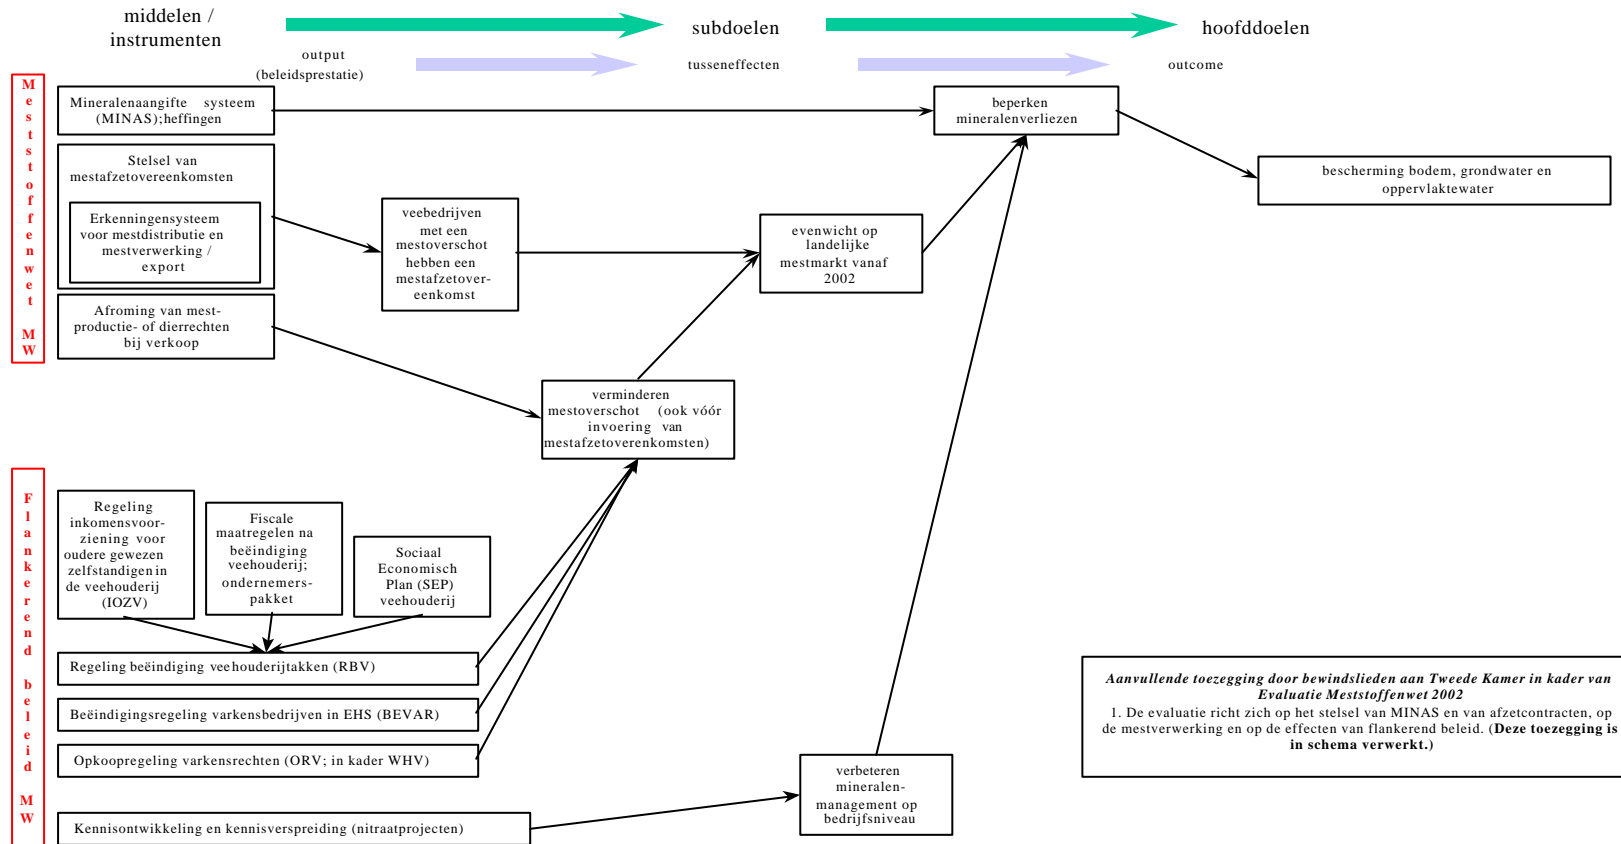 middelen /
instrumenten
subdoelen
hoofddoelen
output
(beleidsprestatie)
tusseneffecten
outcome
Meststoffenwet MW
Mineralenaangifte systeem
(MINAS);heffingen
beperken
mineralenverliezen
Stelsel van
mestafzetovereenkomsten
Erkenningensysteem
voor mestdistributie en
mestverwerking /
export
veebedrijven
met een
mestoverschot
hebben een
mestafzetover-
eenkomst
evenwicht op
landelijke
mestmarkt vanaf
2002
bescherming bodem, grondwater en
oppervlaktewater
Afroming van mest-
productie- of dierrechten
bij verkoop
verminderen
mestoverschot (ook vóór
invoering van
mestafzetoverenkomsten)
Flankerend beleid MW
Regeling
inkomensvoor-
ziening voor
oudere gewezen
zelfstandigen in
de veehouderij
(IOZV)
Fiscale
maatregelen na
beëindiging
veehouderij;
ondernemers-
pakket
Sociaal
Economisch
Plan (SEP)
veehouderij
Regeling beëindiging veehouderijtakken (RBV)
Beëindigingsregeling varkensbedrijven in EHS (BEVAR)
Opkoopregeling varkensrechten (ORV; in kader WHV)
Kennisontwikkeling en kennisverspreiding (nitraatprojecten)
verbeteren
mineralen-
management op
bedrijfsniveau
Aanvullende toezegging door bewindslieden aan Tweede Kamer in kader van
Evaluatie Meststoffenwet 2002
1. De evaluatie richt zich op het stelsel van MINAS en van afzetcontracten, op
de mestverwerking en op de effecten van flankerend beleid. (Deze toezegging is
in schema verwerkt.)